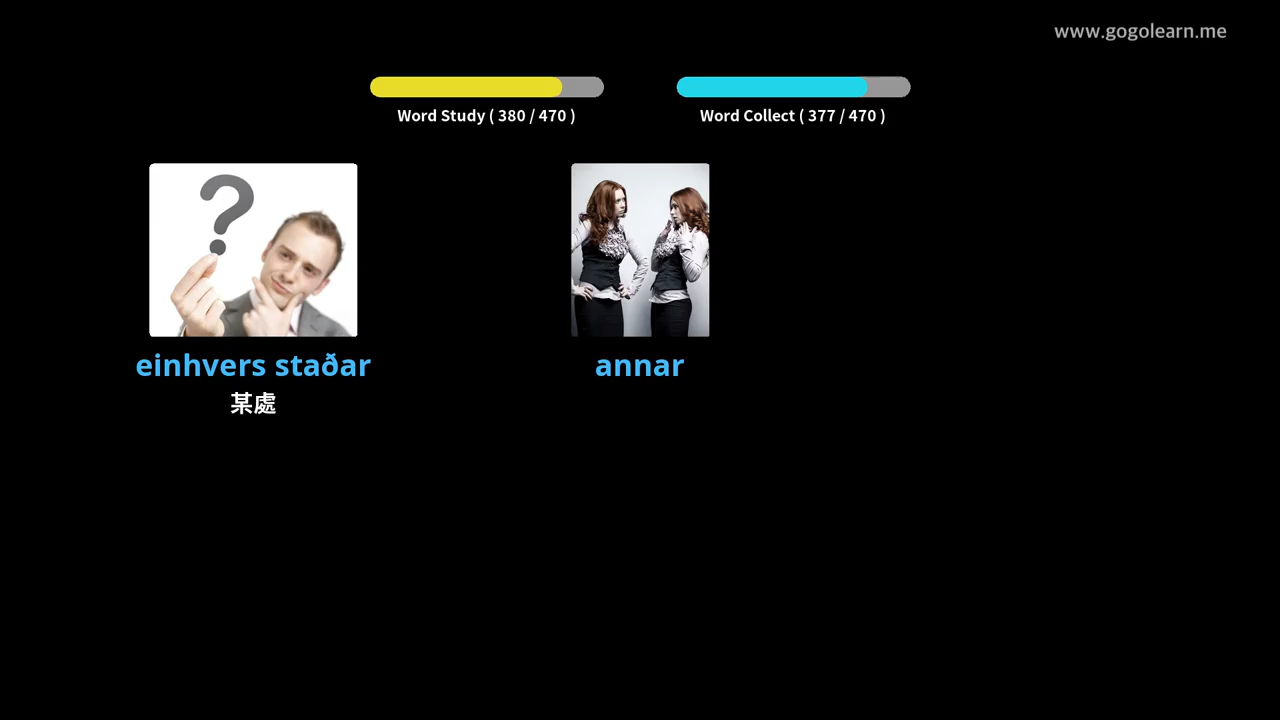 www.gogolearn.me
Word Study ( 380 / 470 )
Word Collect ( 377 / 470 )
einhvers staðar
某處
annar